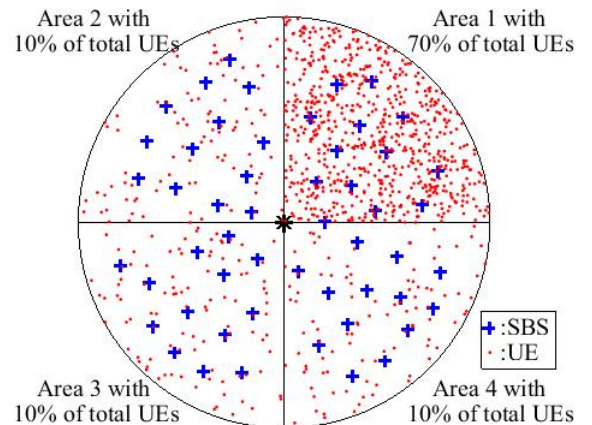 Area 2 with
10% of total UEs
Area 1 with
70% of total UEs
:SBS
:UE
Area 3 with
10% of total UEs
Area 4 with
10% of total UEs